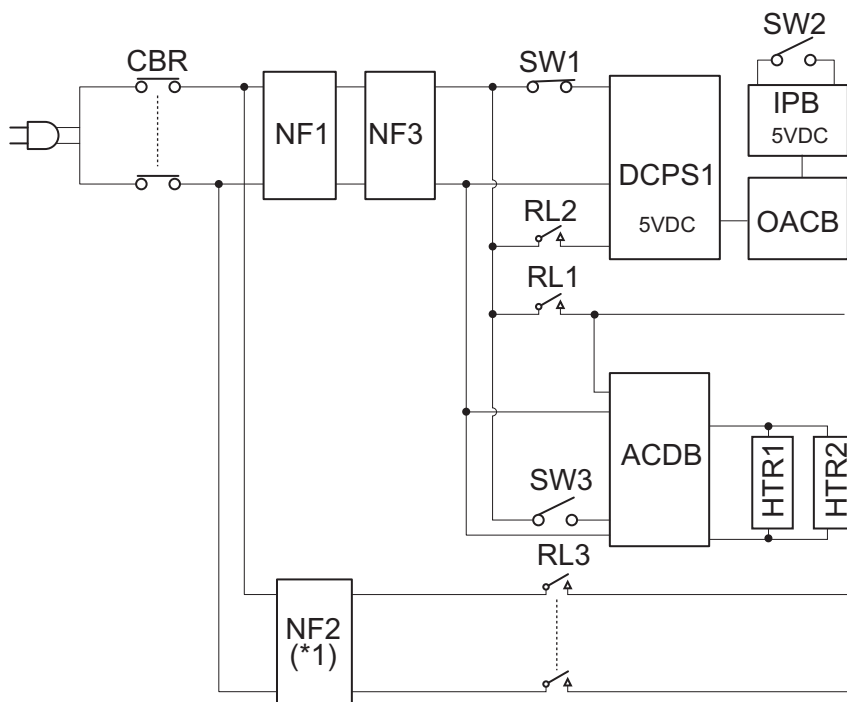 SW2
CBR
SW1
IPB
5VDC
NF1
NF3
DCPS1
5VDC
OACB
RL2
RL1
ACDB
HTR1
HTR2
SW3
RL3
NF2
(*1)